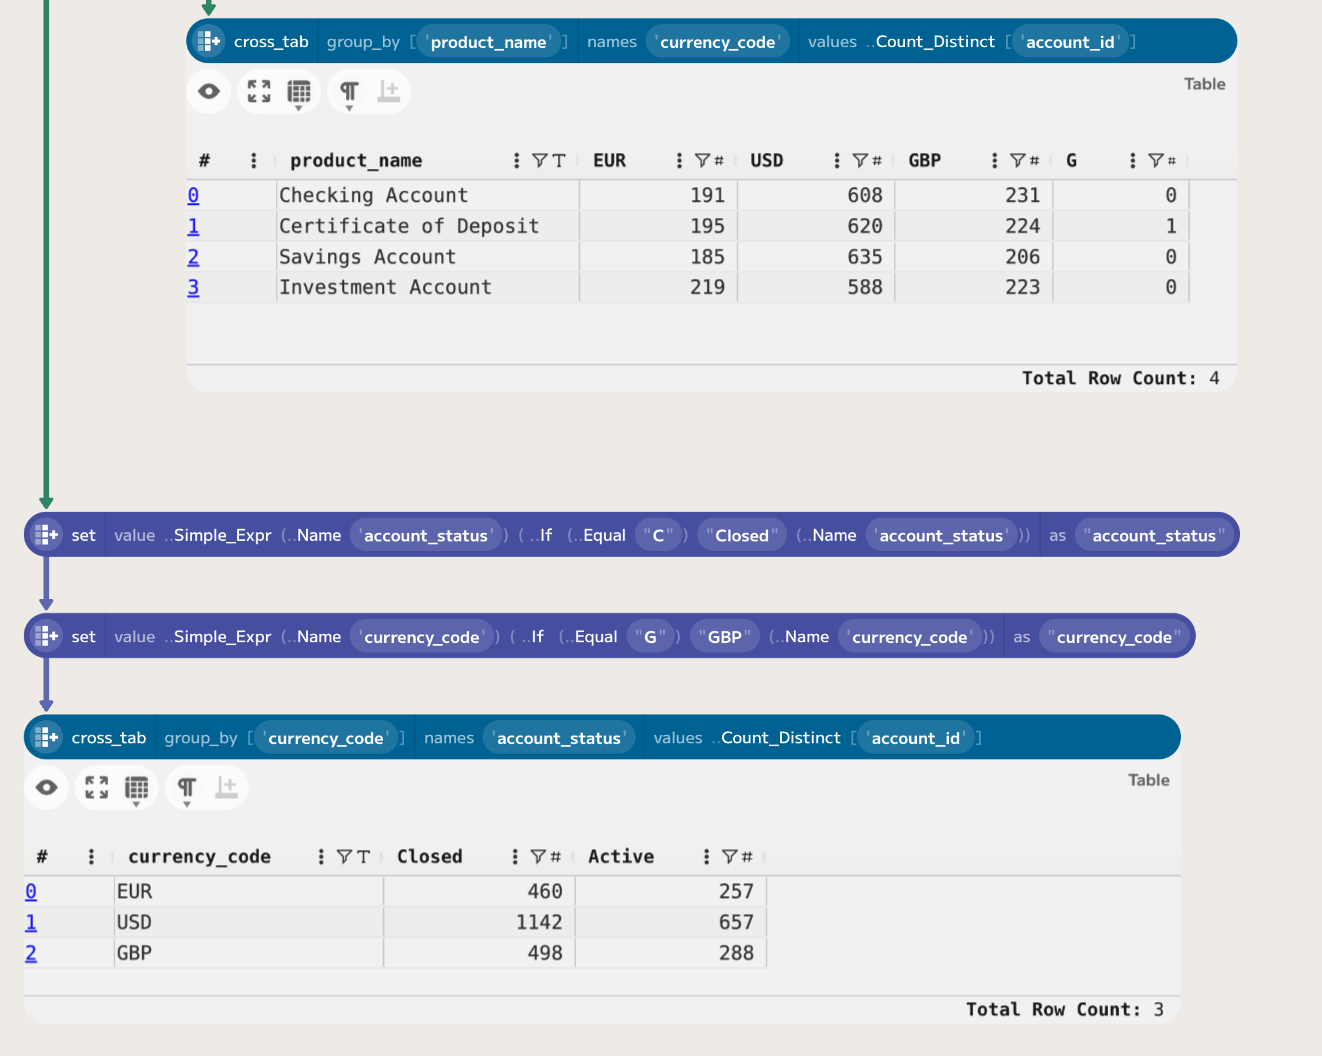 cross_tab group_by ['product_name'] names 'currency_code' values ..Count_Distinct ['account_id']
Table
# product_name T EUR # USD # GBP # G #
0 Checking Account 191 608 231 0
1 Certificate of Deposit 195 620 224 1
2 Savings Account 185 635 206 0
3 Investment Account 219 588 223 0
Total Row Count: 4
set value ..Simple_Expr (..Name 'account_status') ( ..If (..Equal "C") "Closed" (..Name 'account_status')) as "account_status"
set value ..Simple_Expr (..Name 'currency_code') ( ..If (..Equal "G") "GBP" (..Name 'currency_code')) as "currency_code"
cross_tab group_by ['currency_code'] names 'account_status' values ..Count_Distinct ['account_id']
Table
# currency_code T Closed # Active #
0 EUR 460 257
1 USD 1142 657
2 GBP 498 288
Total Row Count: 3